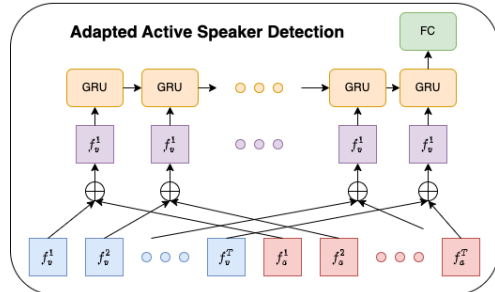 Adapted Active Speaker Detection
FC
GRU GRU GRU GRU
f_v^1 f_v^1 f_v^1 f_v^1
f_v^1 f_v^2 f_v^T f_a^1 f_a^2 f_a^T